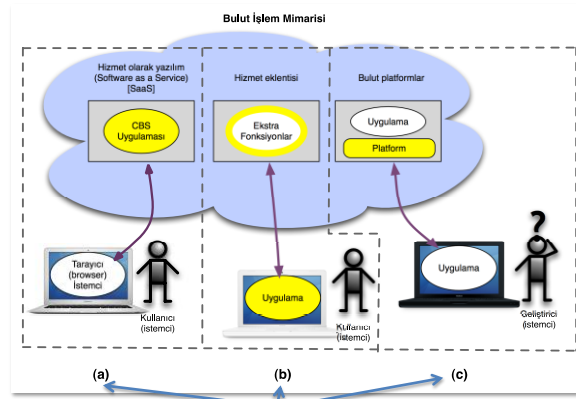 Bulut İşlem Mimarisi
Hizmet olarak yazılım
(Software as a Service)
[SaaS]
CBS
Uygulaması
Hizmet eklentisi
Ekstra
Fonksiyonlar
Bulut platformlar
Uygulama
Platform
Tarayıcı
(browser)
İstemci
Kullanıcı
(istemci)
Uygulama
Kullanıcı
(istemci)
Uygulama
?
Geliştirici
(istemci)
(a)
(b)
(c)